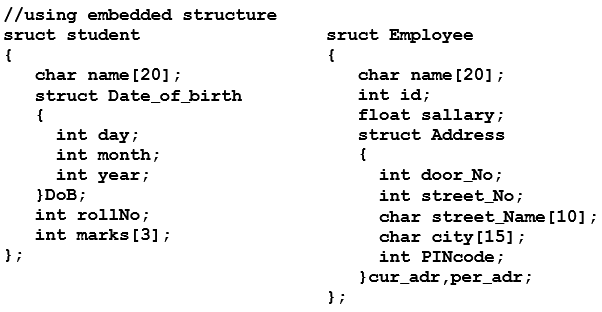 //using embedded structure
sruct student
{
char name[20];
struct Date_of_birth
{
int day;
int month;
int year;
}DoB;
int rollNo;
int marks[3];
};
sruct Employee
{
char name[20];
int id;
float sallary;
struct Address
{
int door_No;
int street_No;
char street_Name[10];
char city[15];
int PINcode;
}cur_adr,per_adr;
};